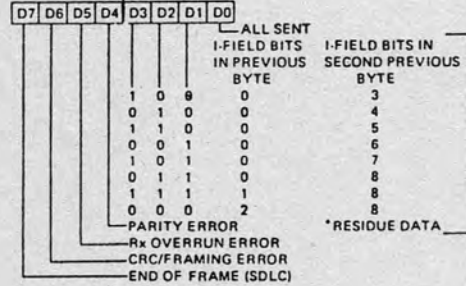 D7 D6 D5 D4 D3 D2 D1 D0
ALL SENT
I-FIELD BITS I-FIELD BITS IN
IN PREVIOUS SECOND PREVIOUS
BYTE BYTE
1 0 0 0 3
0 1 0 0 4
1 1 0 0 5
0 0 1 0 6
1 0 1 0 7
0 1 1 0 8
1 1 1 1 8
0 0 0 2 8
PARITY ERROR *RESIDUE DATA
Rx OVERRUN ERROR
CRC/FRAMING ERROR
END OF FRAME (SDLC)